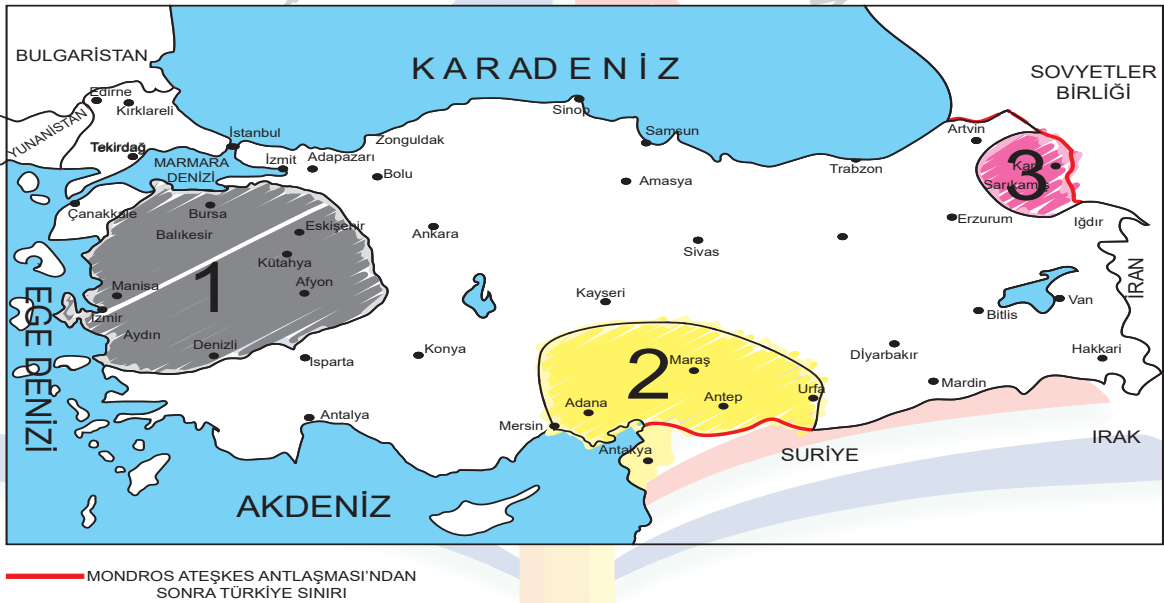 BULGARİSTAN
KARADENİZ
SOVYETLER
BİRLİĞİ
Edirne
Kırklareli
YUNANİSTAN
Tekirdağ
İstanbul
Zonguldak
Sinop
Samsun
Artvin
MARMARA
DENİZİ
İzmit
Adapazarı
Bolu
Trabzon
Kars
3
Sarıkamış
Amasya
Çanakkale
Bursa
Balıkesir
Eskişehir
Ankara
Erzurum
Iğdır
Sivas
Kütahya
1
Manisa
Afyon
İzmir
Kayseri
Van
İRAN
Bitlis
EGE DENİZİ
Aydın
Denizli
Isparta
Konya
2
Maraş
Dİyarbakır
Hakkari
Mardin
Adana
Antep
Urfa
Antalya
Mersin
Antakya
SURİYE
IRAK
AKDENİZ
MONDROS ATEŞKES ANTLAŞMASI'NDAN
SONRA TÜRKİYE SINIRI